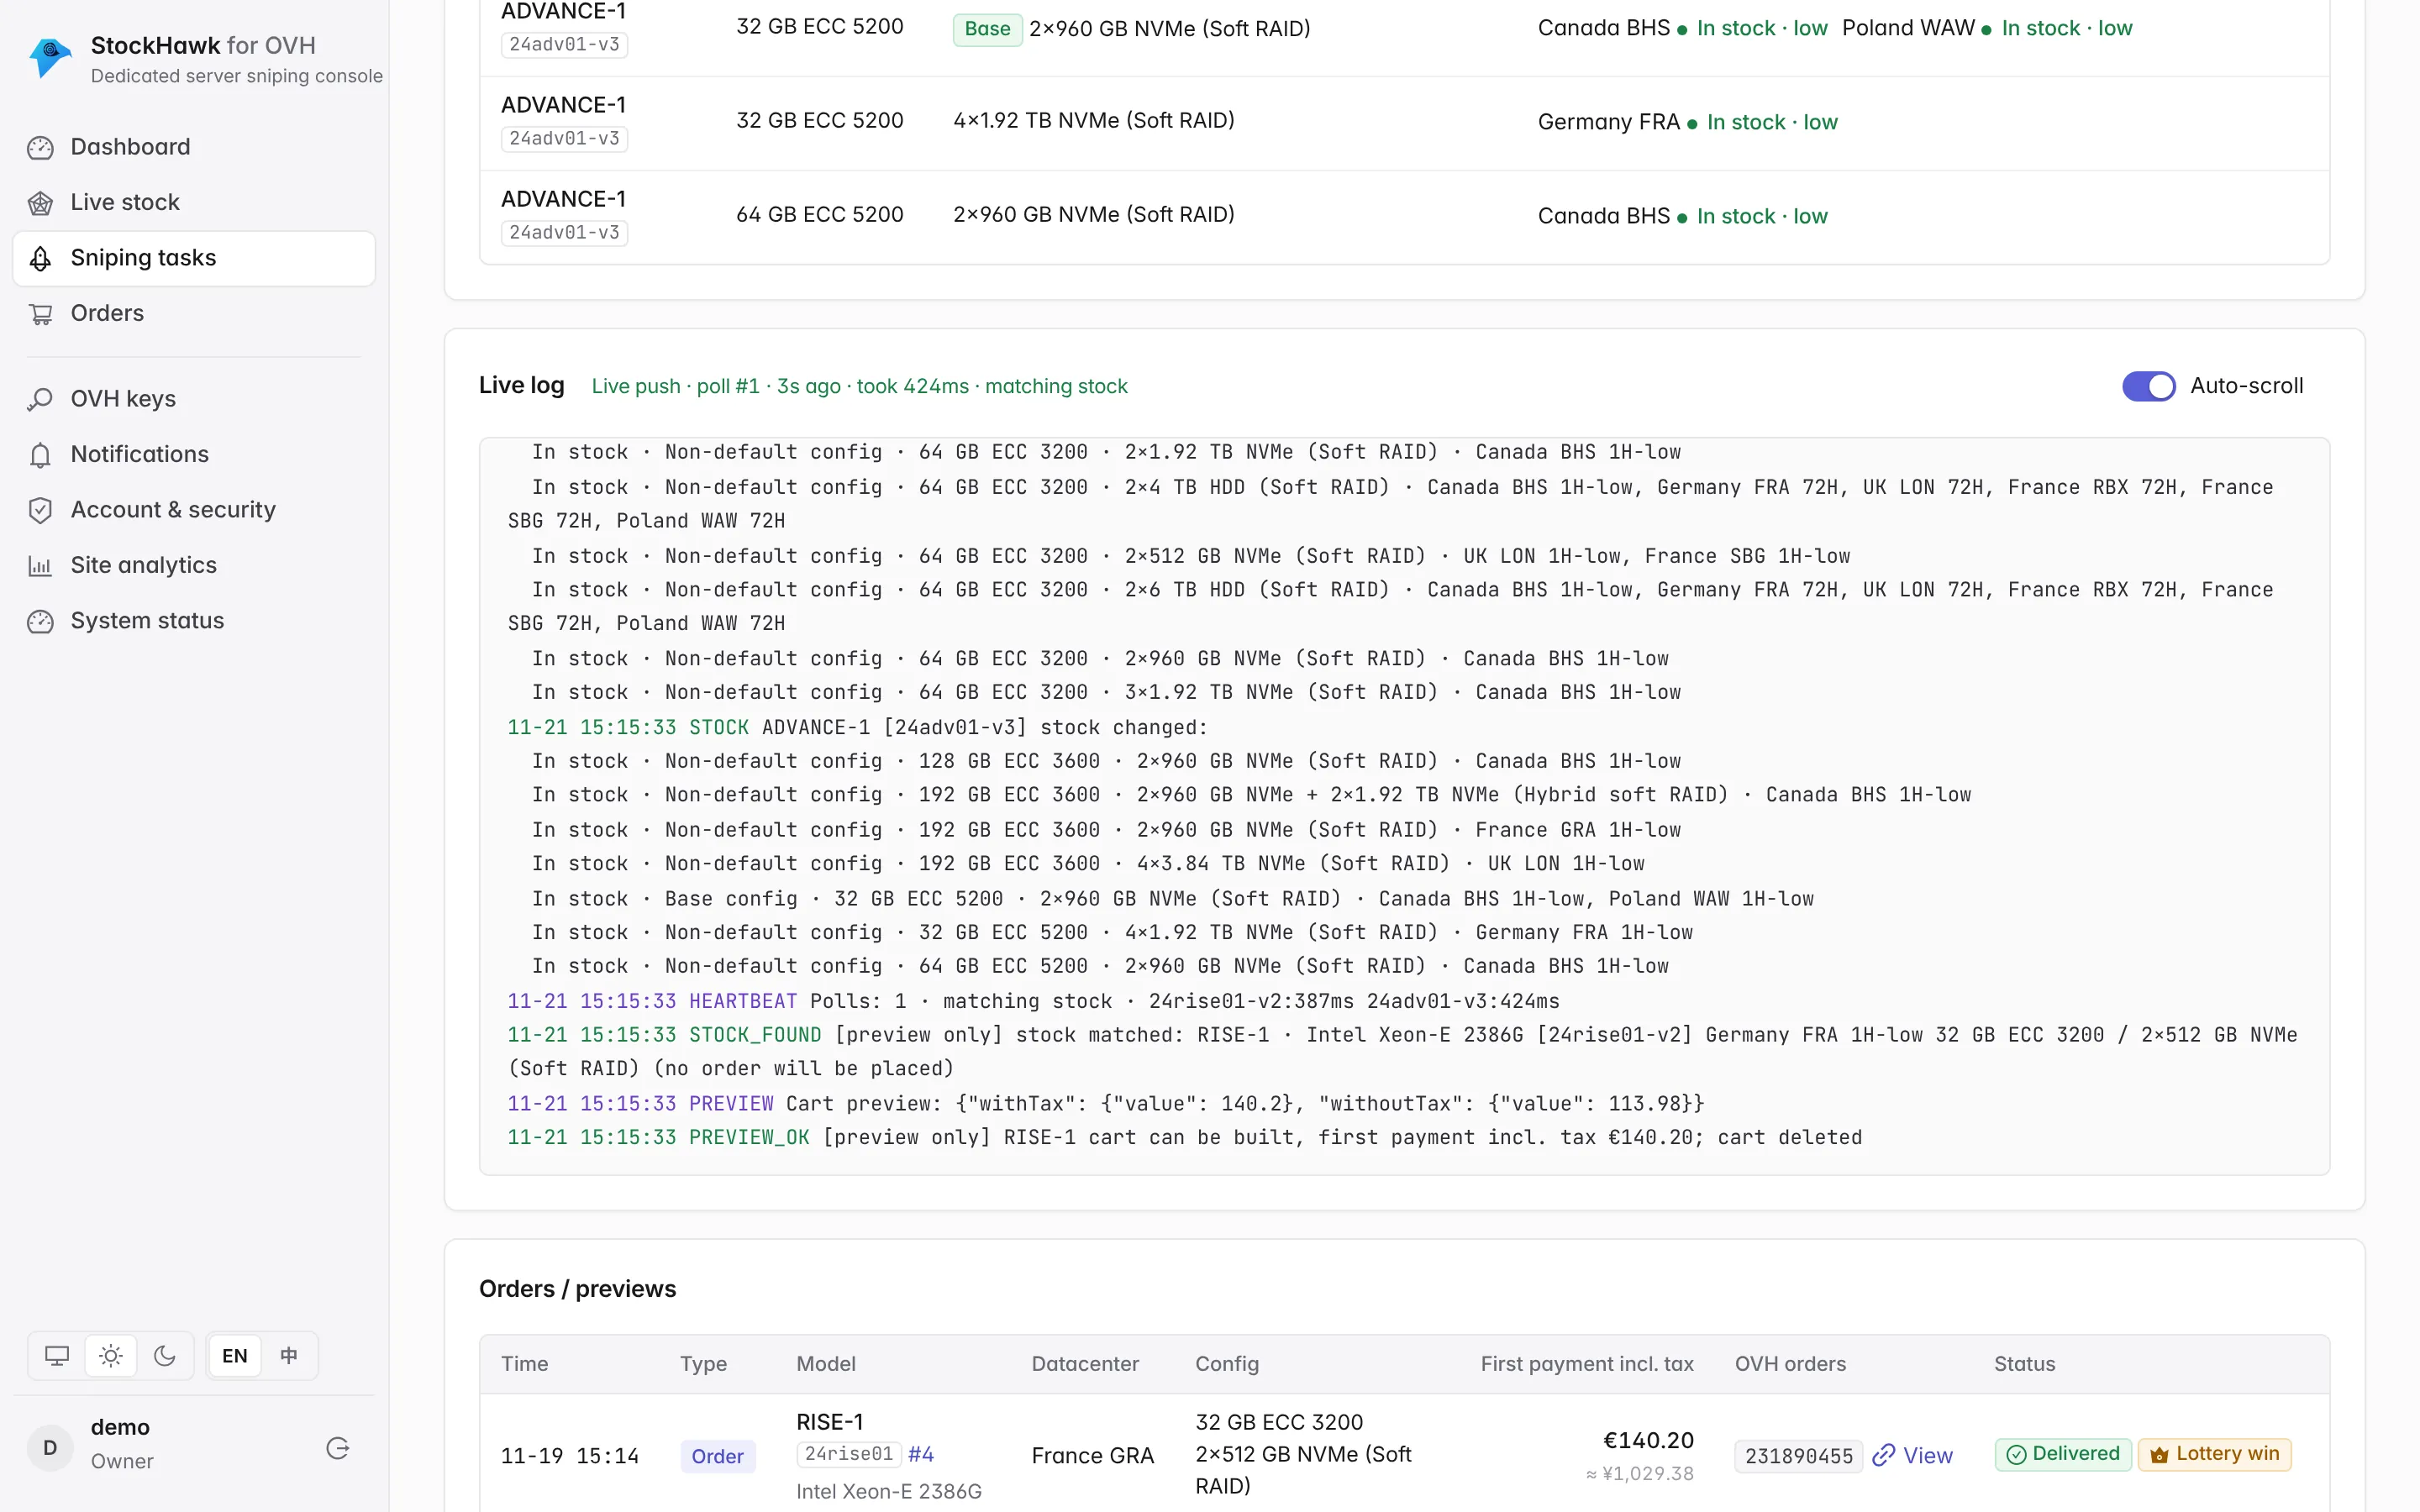 StockHawk for OVH
Dedicated server sniping console
Dashboard
Live stock
Sniping tasks
Orders
OVH keys
Notifications
Account & security
Site analytics
System status
EN 中
D
demo
Owner
ADVANCE-1
24adv01-v3
32 GB ECC 5200
Base 2×960 GB NVMe (Soft RAID)
Canada BHS ● In stock · low Poland WAW ● In stock · low
ADVANCE-1
24adv01-v3
32 GB ECC 5200
4×1.92 TB NVMe (Soft RAID)
Germany FRA ● In stock · low
ADVANCE-1
24adv01-v3
64 GB ECC 5200
2×960 GB NVMe (Soft RAID)
Canada BHS ● In stock · low
Live log Live push · poll #1 · 3s ago · took 424ms · matching stock
Auto-scroll
In stock · Non-default config · 64 GB ECC 3200 · 2×1.92 TB NVMe (Soft RAID) · Canada BHS 1H-low
In stock · Non-default config · 64 GB ECC 3200 · 2×4 TB HDD (Soft RAID) · Canada BHS 1H-low, Germany FRA 72H, UK LON 72H, France RBX 72H, France
SBG 72H, Poland WAW 72H
In stock · Non-default config · 64 GB ECC 3200 · 2×512 GB NVMe (Soft RAID) · UK LON 1H-low, France SBG 1H-low
In stock · Non-default config · 64 GB ECC 3200 · 2×6 TB HDD (Soft RAID) · Canada BHS 1H-low, Germany FRA 72H, UK LON 72H, France RBX 72H, France
SBG 72H, Poland WAW 72H
In stock · Non-default config · 64 GB ECC 3200 · 2×960 GB NVMe (Soft RAID) · Canada BHS 1H-low
In stock · Non-default config · 64 GB ECC 3200 · 3×1.92 TB NVMe (Soft RAID) · Canada BHS 1H-low
11-21 15:15:33 STOCK ADVANCE-1 [24adv01-v3] stock changed:
In stock · Non-default config · 128 GB ECC 3600 · 2×960 GB NVMe (Soft RAID) · Canada BHS 1H-low
In stock · Non-default config · 192 GB ECC 3600 · 2×960 GB NVMe + 2×1.92 TB NVMe (Hybrid soft RAID) · Canada BHS 1H-low
In stock · Non-default config · 192 GB ECC 3600 · 2×960 GB NVMe (Soft RAID) · France GRA 1H-low
In stock · Non-default config · 192 GB ECC 3600 · 4×3.84 TB NVMe (Soft RAID) · UK LON 1H-low
In stock · Base config · 32 GB ECC 5200 · 2×960 GB NVMe (Soft RAID) · Canada BHS 1H-low, Poland WAW 1H-low
In stock · Non-default config · 32 GB ECC 5200 · 4×1.92 TB NVMe (Soft RAID) · Germany FRA 1H-low
In stock · Non-default config · 64 GB ECC 5200 · 2×960 GB NVMe (Soft RAID) · Canada BHS 1H-low
11-21 15:15:33 HEARTBEAT Polls: 1 · matching stock · 24rise01-v2:387ms 24adv01-v3:424ms
11-21 15:15:33 STOCK_FOUND [preview only] stock matched: RISE-1 · Intel Xeon-E 2386G [24rise01-v2] Germany FRA 1H-low 32 GB ECC 3200 / 2×512 GB NVMe
(Soft RAID) (no order will be placed)
11-21 15:15:33 PREVIEW Cart preview: {"withTax": {"value": 140.2}, "withoutTax": {"value": 113.98}}
11-21 15:15:33 PREVIEW_OK [preview only] RISE-1 cart can be built, first payment incl. tax €140.20; cart deleted
Orders / previews
Time Type Model Datacenter Config First payment incl. tax OVH orders Status
11-19 15:14
Order
RISE-1
24rise01 #4
Intel Xeon-E 2386G
France GRA
32 GB ECC 3200
2×512 GB NVMe (Soft
RAID)
€140.20
≈ ¥1,029.38
231890455 View
Delivered Lottery win